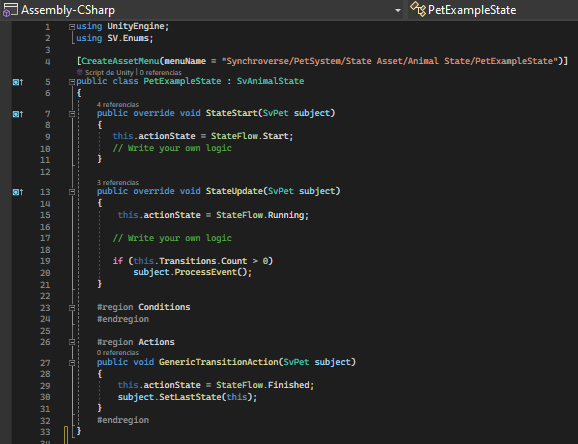 Assembly-CSharp PetExampleState
1 using UnityEngine;
2 using SV.Enums;
3
4 [CreateAssetMenu(menuName = "Synchroverse/PetSystem/State Asset/Animal State/PetExampleState")]
Script de Unity | 0 referencias
5 public class PetExampleState : SvAnimalState
6 {
4 referencias
7 public override void StateStart(SvPet subject)
8 {
9 this.actionState = StateFlow.Start;
10 // Write your own logic
11 }
12
3 referencias
13 public override void StateUpdate(SvPet subject)
14 {
15 this.actionState = StateFlow.Running;
16
17 // Write your own logic
18
19 if (this.Transitions.Count > 0)
20 subject.ProcessEvent();
21 }
22
23 #region Conditions
24 #endregion
25
26 #region Actions
0 referencias
27 public void GenericTransitionAction(SvPet subject)
28 {
29 this.actionState = StateFlow.Finished;
30 subject.SetLastState(this);
31 }
32 #endregion
33 }
34